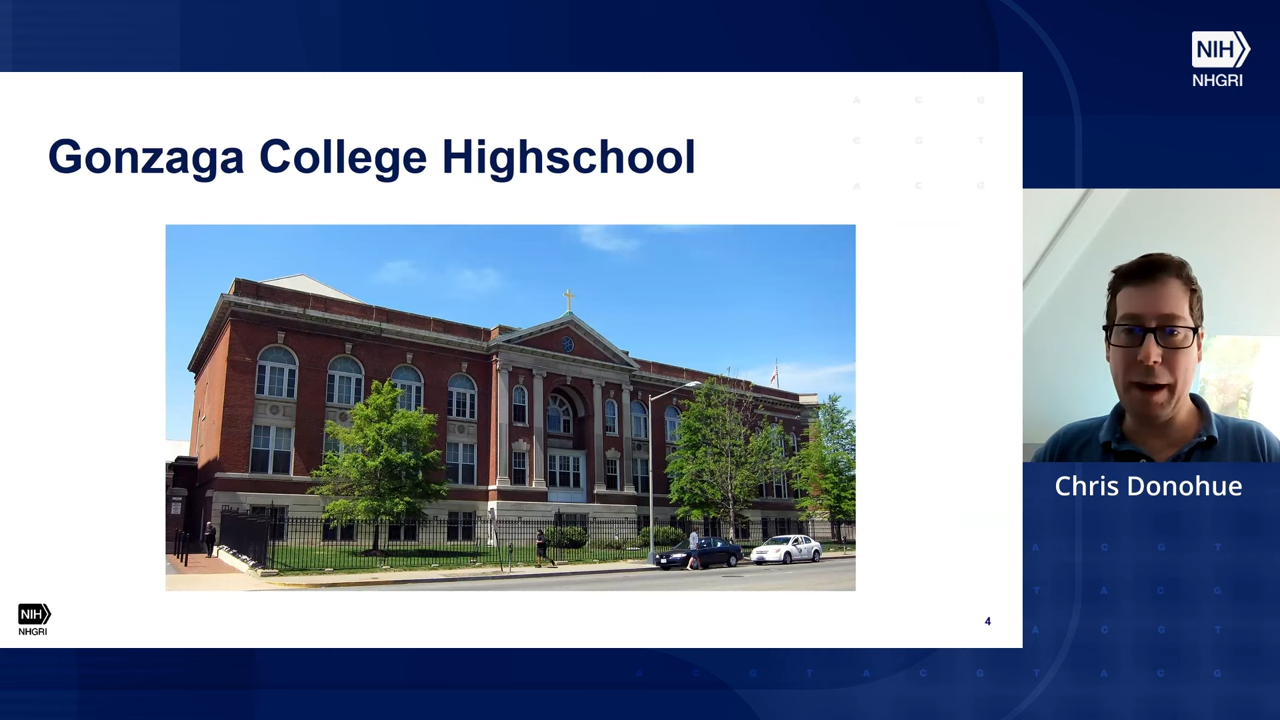 NIH
NHGRI
Gonzaga College Highschool
A C G
C G T
A C G
Chris Donohue
NIH
NHGRI
4
A C G T
T A C G
A C G T
A C G T A C G T A C G